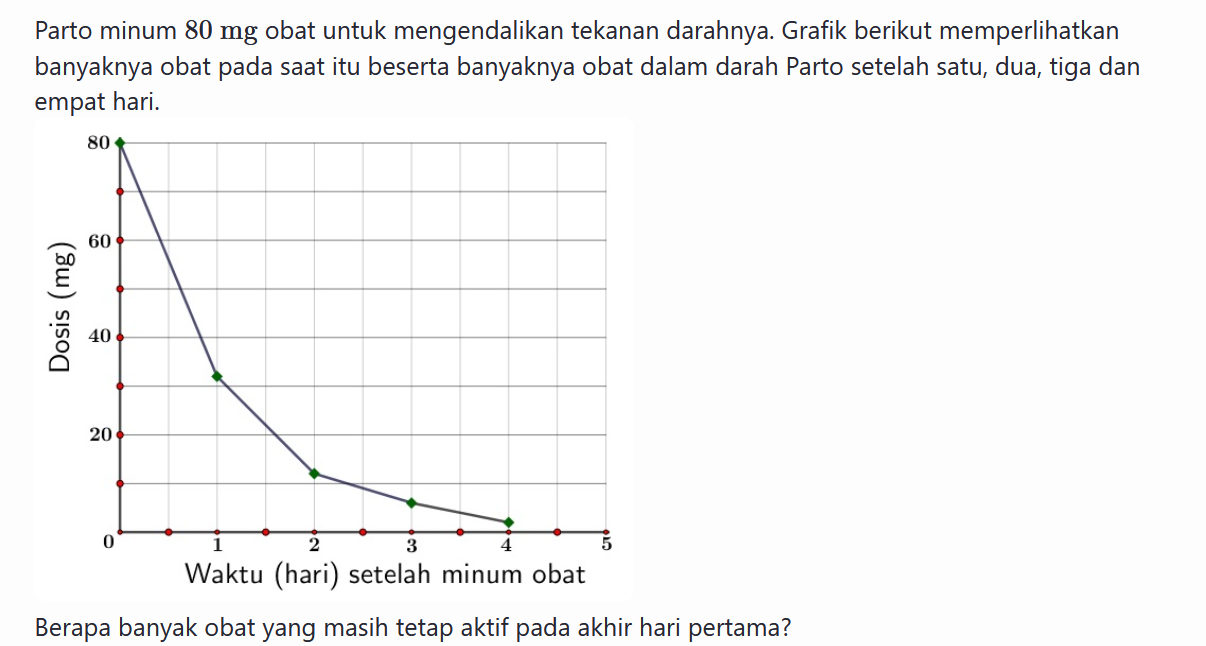 Parto minum 80 mg obat untuk mengendalikan tekanan darahnya. Grafik berikut memperlihatkan
banyaknya obat pada saat itu beserta banyaknya obat dalam darah Parto setelah satu, dua, tiga dan
empat hari.
80
60
40
20
0
Dosis (mg)
1 2 3 4 5
Waktu (hari) setelah minum obat
Berapa banyak obat yang masih tetap aktif pada akhir hari pertama?